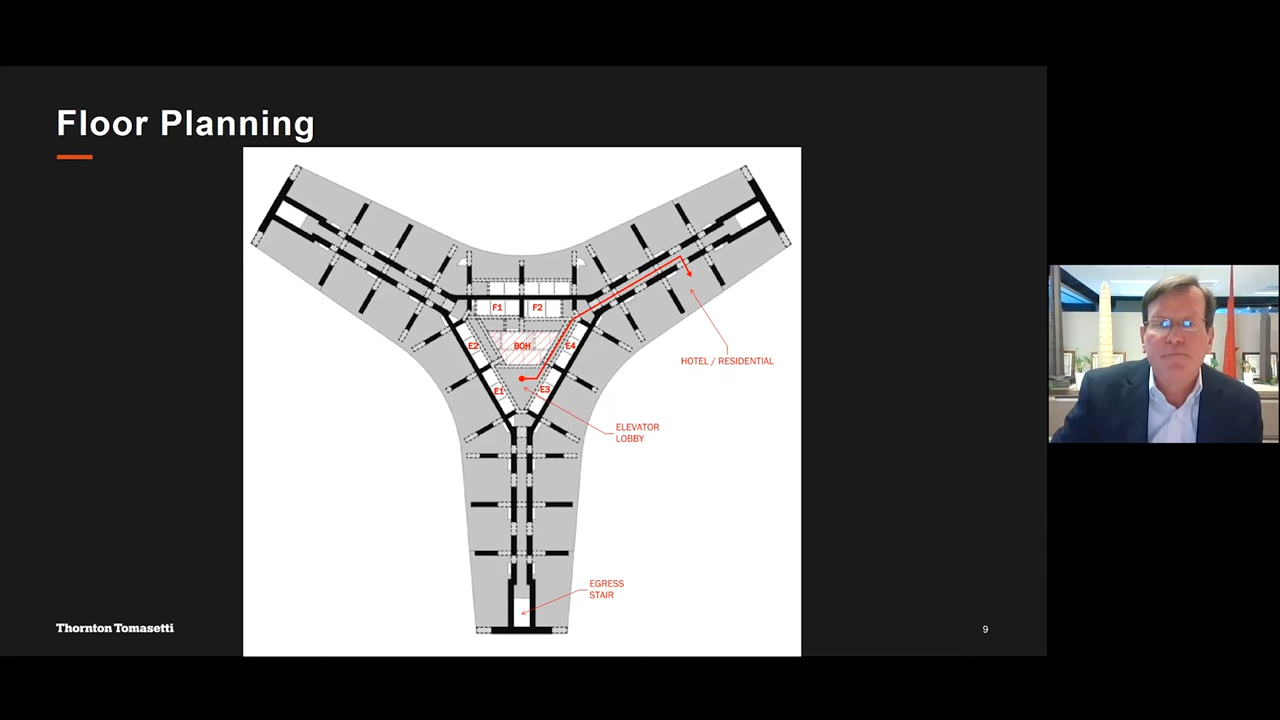 Floor Planning
F1
F2
E2
BOH
E4
E1
E3
HOTEL / RESIDENTIAL
ELEVATOR
LOBBY
EGRESS
STAIR
Thornton Tomasetti
9